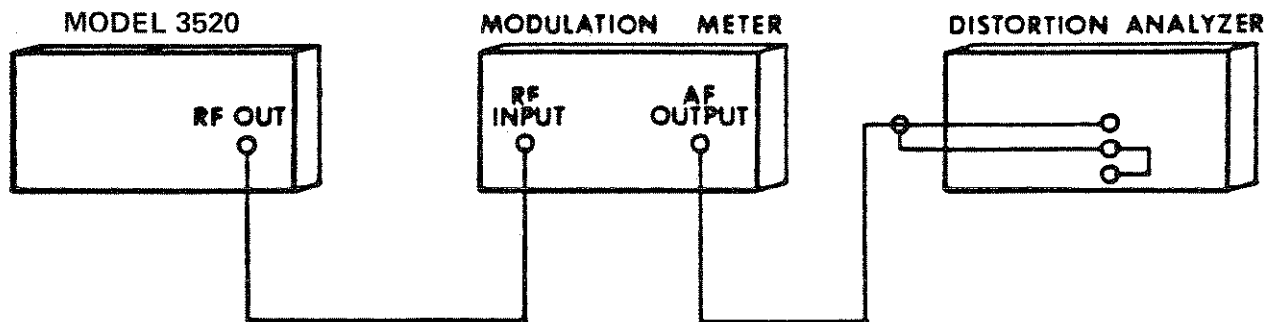 MODEL 3520
MODULATION METER
DISTORTION ANALYZER
RF OUT
RF
INPUT
AF
OUTPUT